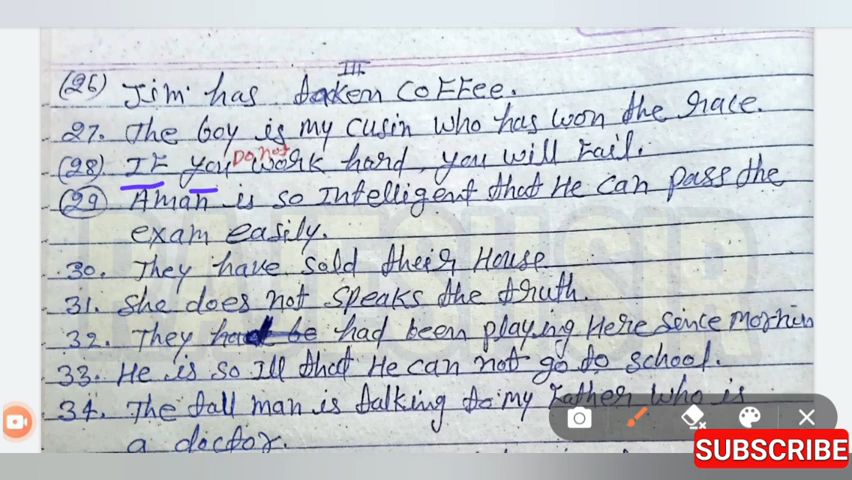 III
(26) Jim has taken coFFee.
27. The boy is my cusin who has won the race.
Do not
(28) IF you work hard, you will Fail.
(29) Aman is so Intelligent that He can pass the
exam easily.
30. They have sold their House
31. She does not speaks the truth.
32. They had be had been playing Here since Mornin
33. He is so Ill that He can not go to school.
34. The tall man is talking to my Father who is
a doctor.
SUBSCRIBE